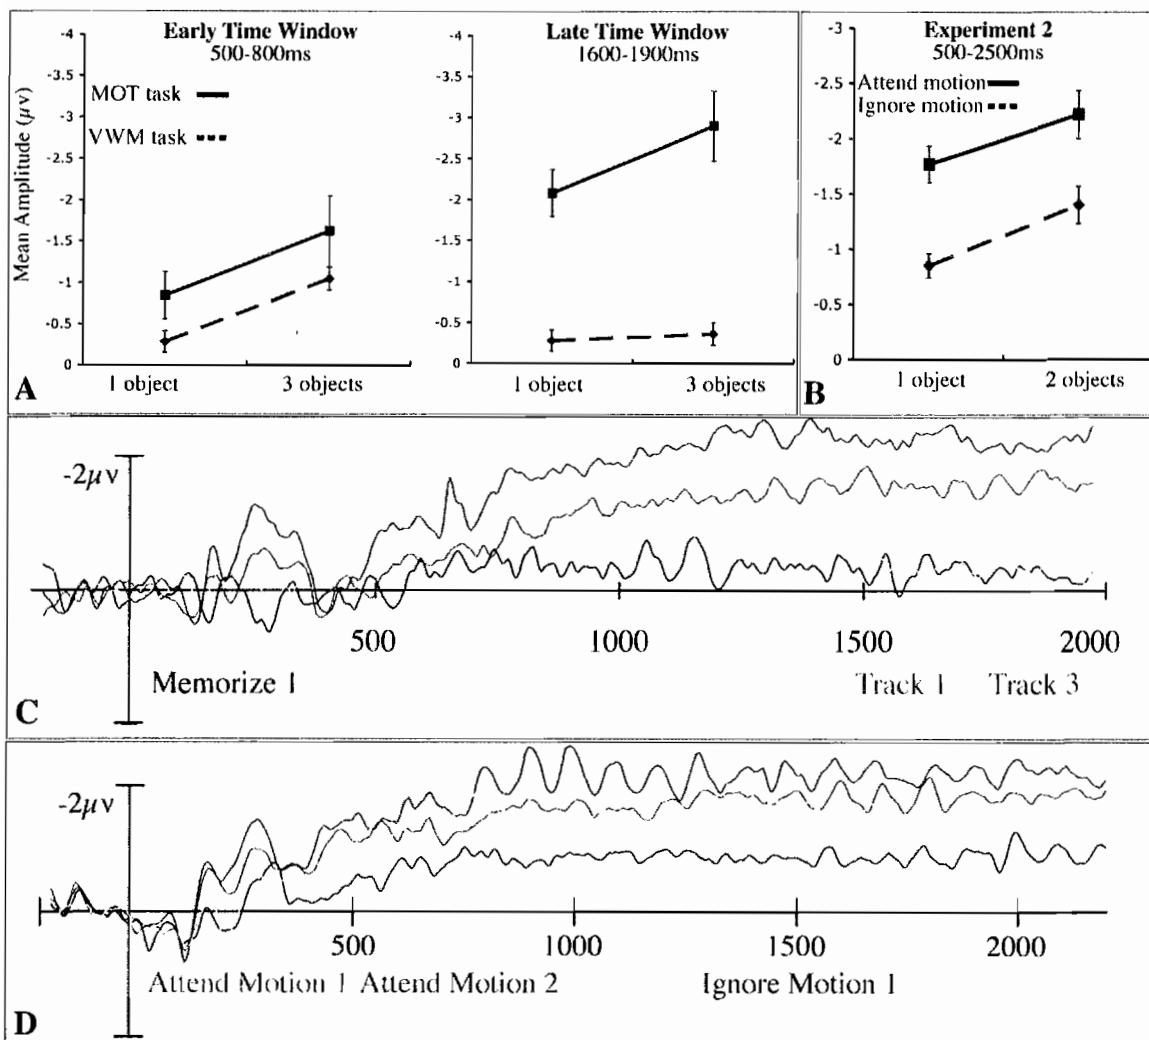 Early Time Window
500-800ms
Late Time Window
1600-1900ms
Experiment 2
500-2500ms
Mean Amplitude (μv)
-4
-3.5
-3
-2.5
-2
-1.5
-1
-0.5
0
MOT task
VWM task
1 object
3 objects
A
-4
-3.5
-3
-2.5
-2
-1.5
-1
-0.5
0
1 object
3 objects
-3
-2.5
-2
-1.5
-1
-0.5
0
Attend motion
Ignore motion
1 object
2 objects
B
-2μv
500
1000
1500
2000
Memorize 1
Track 1
Track 3
C
-2μv
500
1000
1500
2000
Attend Motion 1
Attend Motion 2
Ignore Motion 1
D